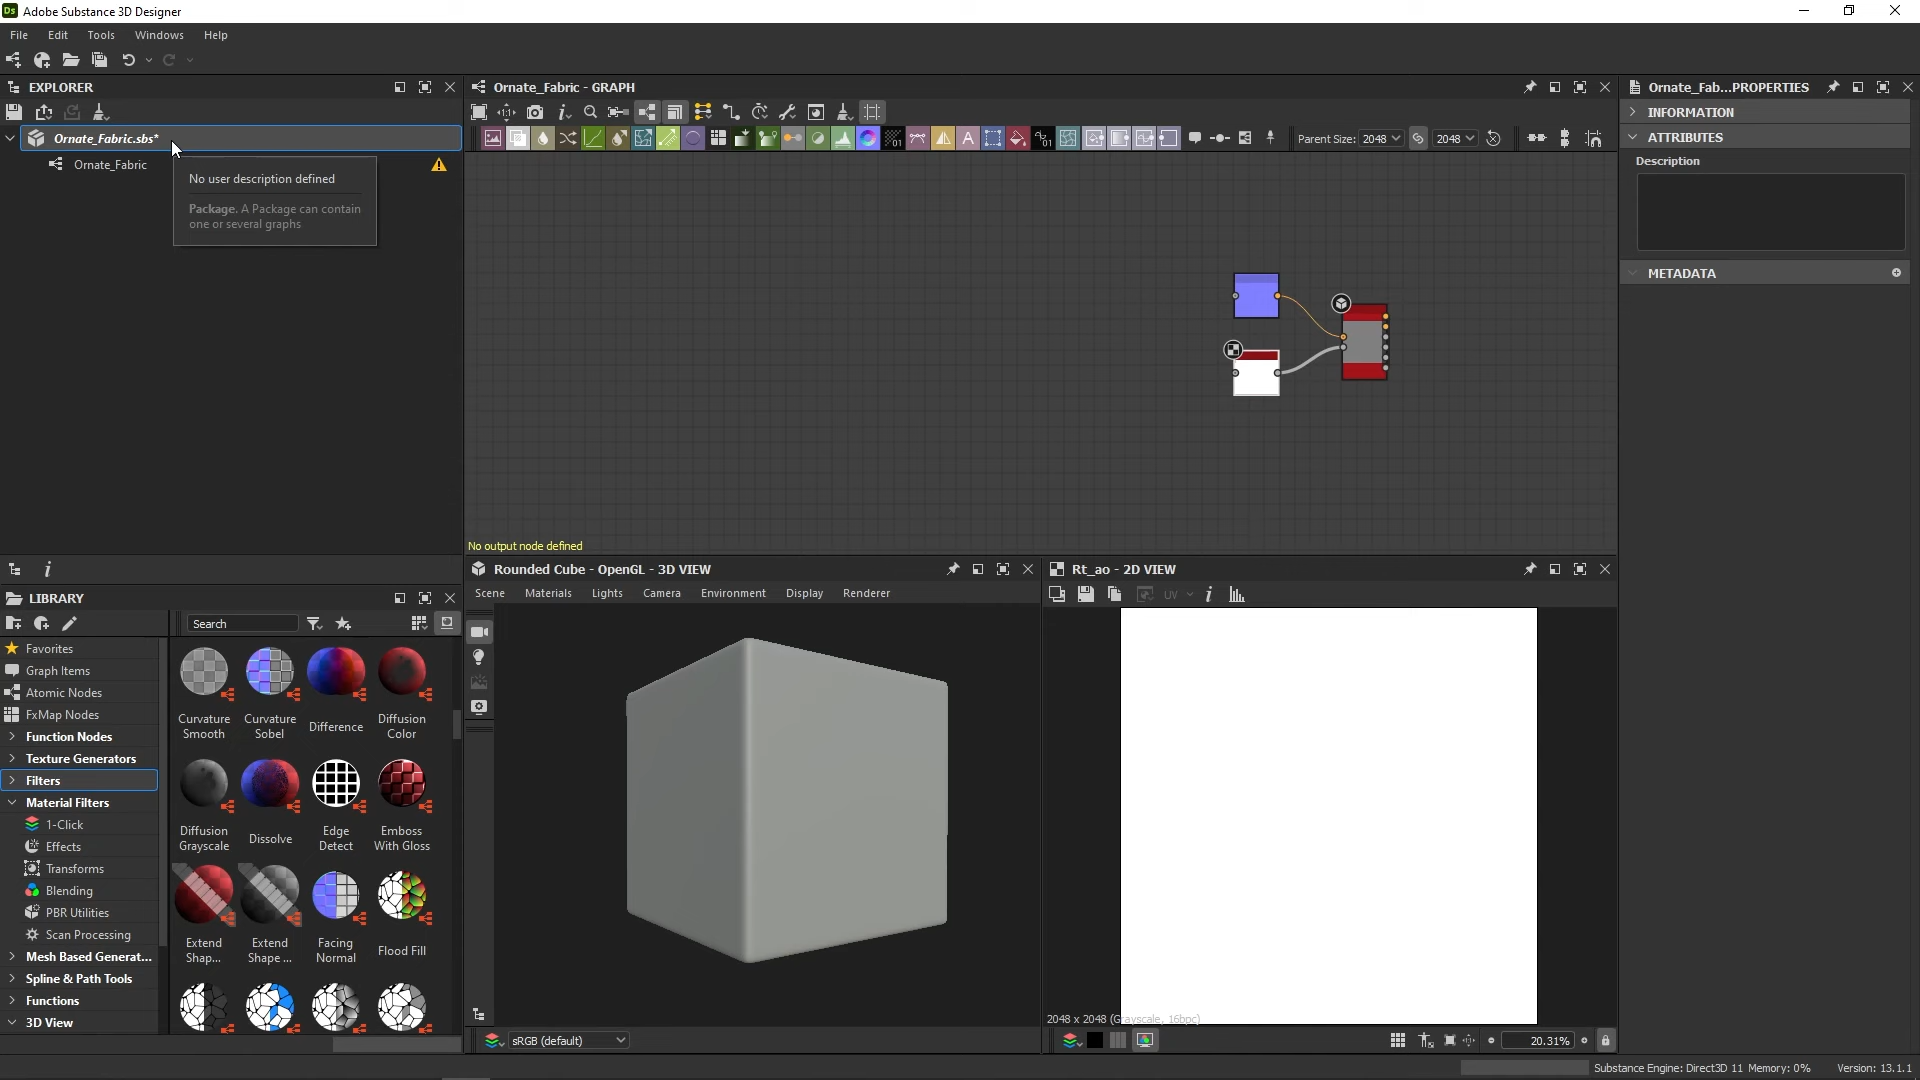 Ds Adobe Substance 3D Designer
File Edit Tools Windows Help
EXPLORER
Ornate_Fabric.sbs*
Ornate_Fabric
No user description defined
Package. A Package can contain
one or several graphs
Ornate_Fabric - GRAPH
Parent Size: 2048 2048
No output node defined
Ornate_Fab...PROPERTIES
INFORMATION
ATTRIBUTES
Description
METADATA
LIBRARY
Search
Favorites
Graph Items
Atomic Nodes
FxMap Nodes
Function Nodes
Texture Generators
Filters
Material Filters
1-Click
Effects
Transforms
Blending
PBR Utilities
Scan Processing
Mesh Based Generat...
Spline & Path Tools
Functions
3D View
Curvature Smooth
Curvature Sobel
Difference
Diffusion Color
Diffusion Grayscale
Dissolve
Edge Detect
Emboss With Gloss
Extend Shap...
Extend Shape ...
Facing Normal
Flood Fill
Rounded Cube - OpenGL - 3D VIEW
Scene Materials Lights Camera Environment Display Renderer
sRGB (default)
Rt_ao - 2D VIEW
UV
2048 x 2048 (Grayscale, 16bpc)
20.31%
Substance Engine: Direct3D 11 Memory: 0% Version: 13.1.1